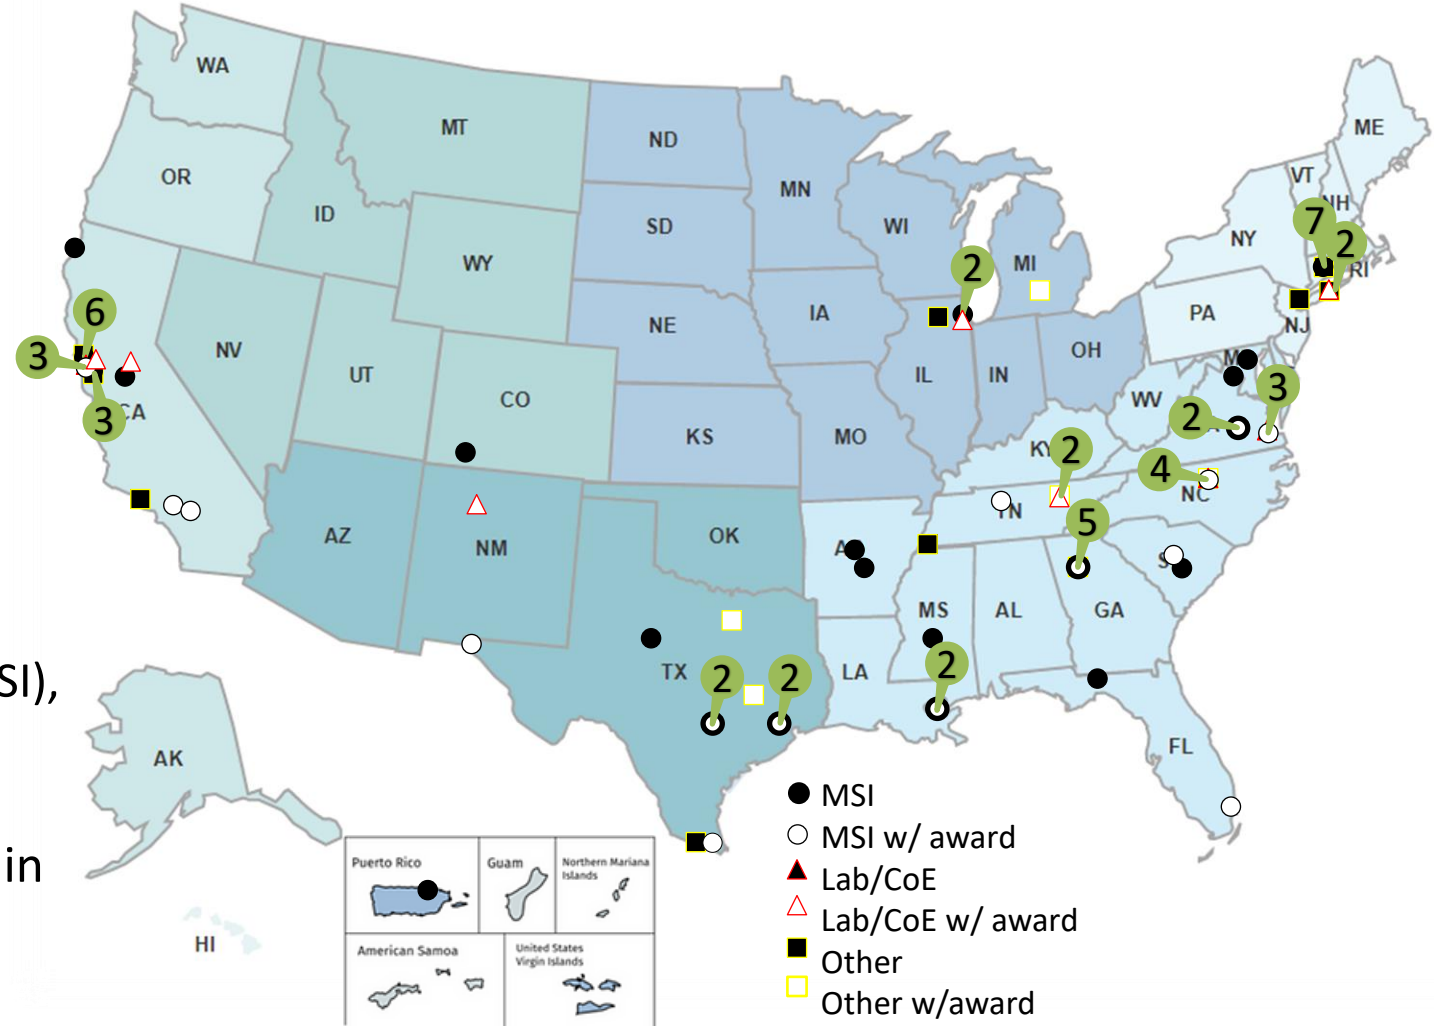 WA
MT
ND
ME
OR
ID
MN
VT
NH
SD
WI
NY
7
2
RI
WY
MI
2
6
NE
IA
PA
NJ
3
NV
UT
CO
IL
IN
OH
3
CA
KS
MO
WV
3
2
KY
2
4
NC
AZ
NM
OK
TN
5
MS
AL
GA
SI),
TX
2
2
LA
2
AK
FL
in
HI
Puerto Rico
Guam
Northern Mariana
Islands
American Samoa
United States
Virgin Islands
MSI
MSI w/ award
Lab/CoE
Lab/CoE w/ award
Other
Other w/award